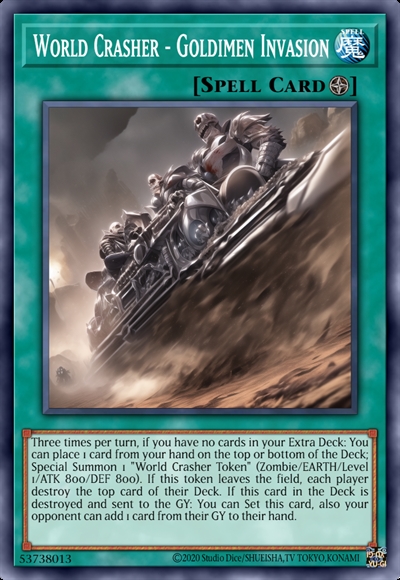 World Crasher - Goldimen Invasion
SPELL
魔
[Spell Card]
Three times per turn, if you have no cards in your Extra Deck: You
can place 1 card from your hand on the top or bottom of the Deck;
Special Summon 1 "World Crasher Token" (Zombie/EARTH/Level
1/ATK 800/DEF 800). If this token leaves the field, each player
destroy the top card of their Deck. If this card in the Deck is
destroyed and sent to the GY: You can Set this card, also your
opponent can add 1 card from their GY to their hand.
53738013
©2020 Studio Dice/SHUEISHA,TV TOKYO,KONAMI